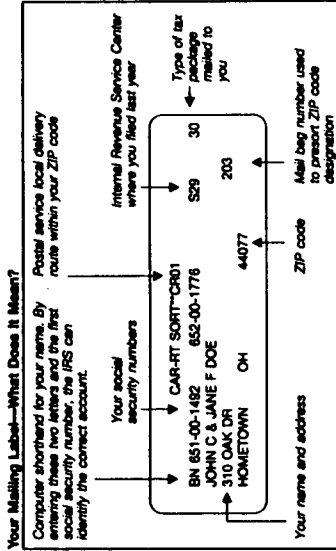 Your Mailing Label—What Does It Mean?
Computer shorthand for your name. By
entering these two letters and the first
social security number, the IRS can
identify the correct account.
Postal service local delivery
route within your ZIP code
Your social
security numbers
Internal Revenue Service Center
where you filed last year
CAR-RT SORT**CR01
BN 651-00-1492 652-00-1776 S29 30
JOHN C & JANE F DOE
310 OAK DR 203
HOMETOWN OH 44077
Type of tax
package
mailed to
you
Your name and address
ZIP code
Mail bag number used
to presort ZIP code
designation